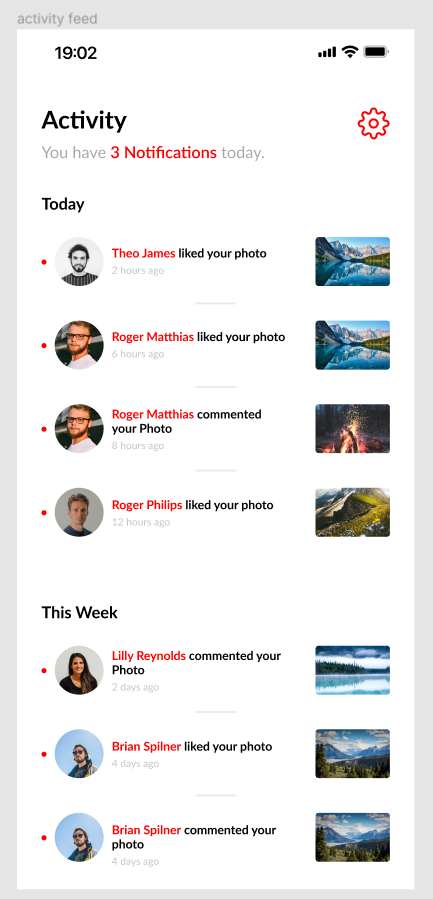 activity feed
19:02
Activity
You have 3 Notifications today.
Today
Theo James liked your photo
2 hours ago
Roger Matthias liked your photo
6 hours ago
Roger Matthias commented
your Photo
8 hours ago
Roger Philips liked your photo
12 hours ago
This Week
Lilly Reynolds commented your
Photo
2 days ago
Brian Spilner liked your photo
4 days ago
Brian Spilner commented your
photo
4 days ago